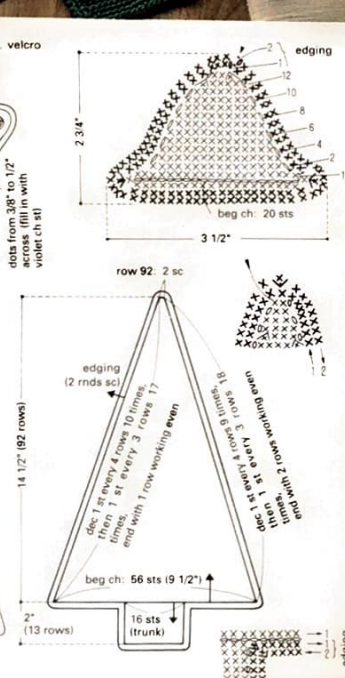 velcro
2
edging
1
12
10
8
6
4
2
1
2 3/4"
dots from 3/8" to 1/2"
across (fill in with
violet ch st)
beg ch: 20 sts
3 1/2"
row 92: 2 sc
edging
(2 rnds sc)
14 1/2" (92 rows)
dec 1 st every 4 rows 10 times,
then 1 st every 3 rows 17
times,
end with 1 row working even
dec 1 st every 4 rows 9 times,
then 1 st every 3 rows 18
times,
end with 2 rows working even
1 2
beg ch: 56 sts (9 1/2")
2"
(13 rows)
16 sts
(trunk)
1
1
2
edging